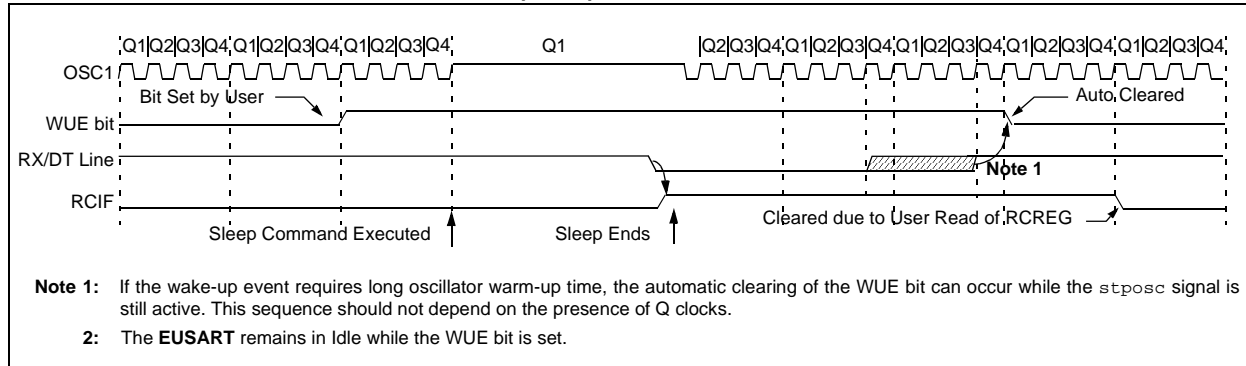 Q1 Q2 Q3 Q4 Q1 Q2 Q3 Q4 Q1 Q2 Q3 Q4 Q1 Q2 Q3 Q4 Q1 Q2 Q3 Q4 Q1 Q2 Q3 Q4 Q1 Q2 Q3 Q4 Q1 Q2 Q3 Q4
OSC1
Bit Set by User
Auto Cleared
WUE bit
RX/DT Line
Note 1
RCIF
Cleared due to User Read of RCREG
Sleep Command Executed
Sleep Ends
Note 1: If the wake-up event requires long oscillator warm-up time, the automatic clearing of the WUE bit can occur while the stposc signal is
still active. This sequence should not depend on the presence of Q clocks.
2: The EUSART remains in Idle while the WUE bit is set.